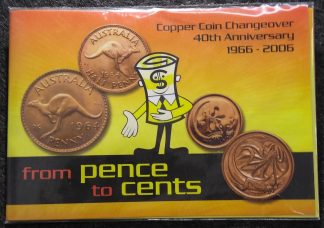 Copper Coin Changeover
40th Anniversary
1966 - 2006
AUSTRALIA
HALF PENNY
AUSTRALIA
1964
PENNY
from pence
to cents